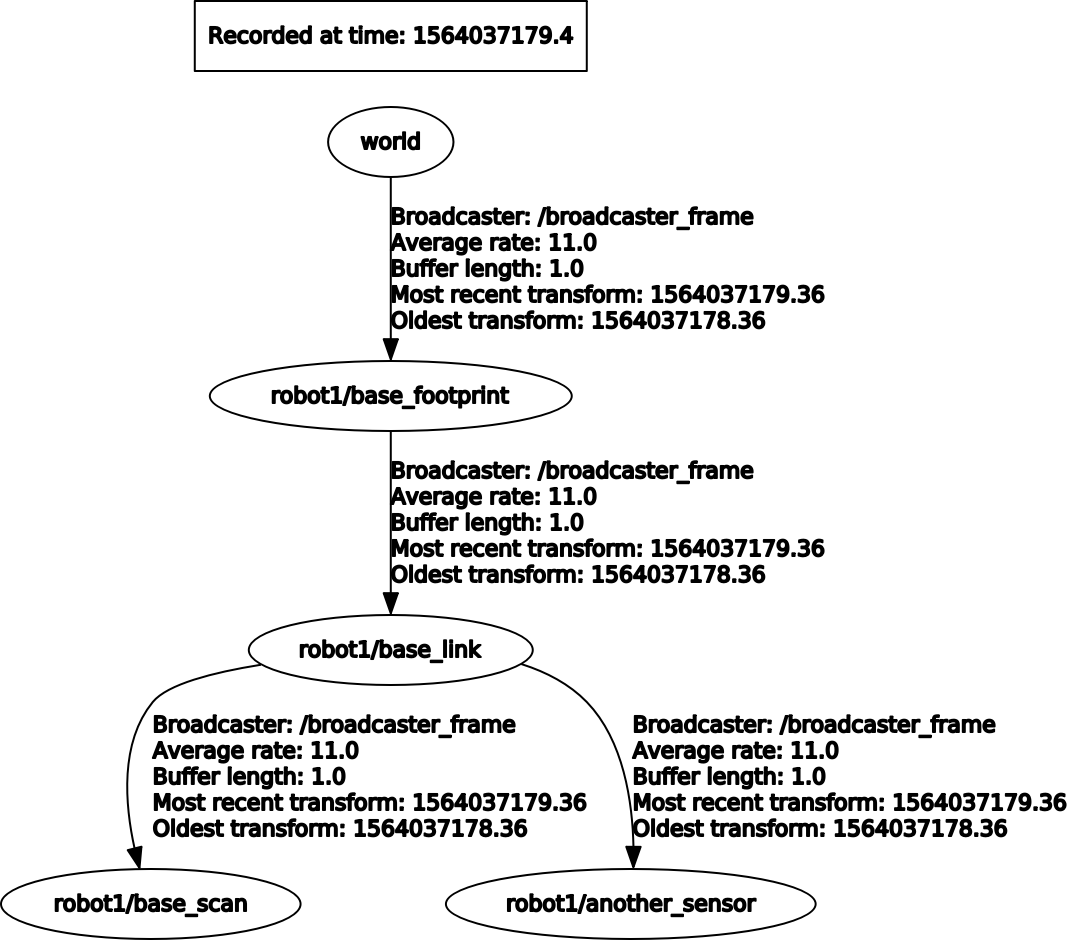 Recorded at time: 1564037179.4
world
Broadcaster: /broadcaster_frame
Average rate: 11.0
Buffer length: 1.0
Most recent transform: 1564037179.36
Oldest transform: 1564037178.36
robot1/base_footprint
Broadcaster: /broadcaster_frame
Average rate: 11.0
Buffer length: 1.0
Most recent transform: 1564037179.36
Oldest transform: 1564037178.36
robot1/base_link
Broadcaster: /broadcaster_frame
Average rate: 11.0
Buffer length: 1.0
Most recent transform: 1564037179.36
Oldest transform: 1564037178.36
Broadcaster: /broadcaster_frame
Average rate: 11.0
Buffer length: 1.0
Most recent transform: 1564037179.36
Oldest transform: 1564037178.36
robot1/base_scan
robot1/another_sensor